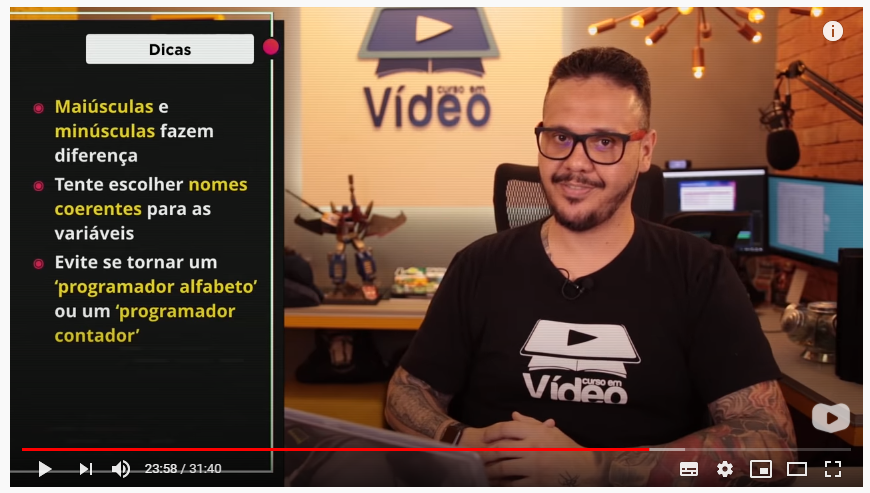 Dicas
Maiúsculas e
minúsculas fazem
diferença
Tente escolher nomes
coerentes para as
variáveis
Evite se tornar um
‘programador alfabeto’
ou um ‘programador
contador’
curso em
Vídeo
curso em
Vídeo
23:58 / 31:40